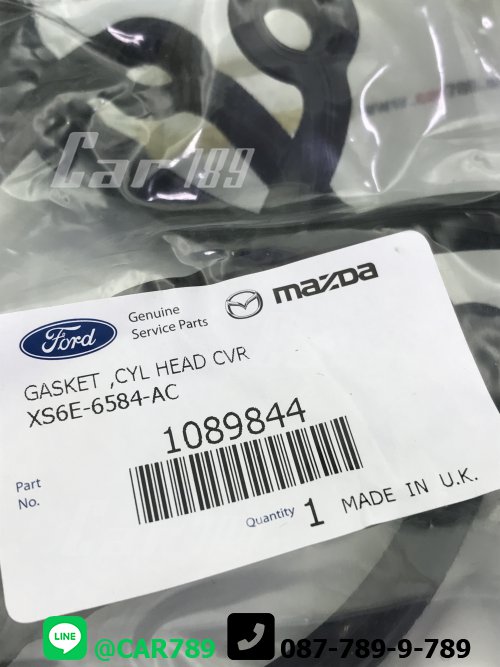 Car789
Ford
Genuine
Service Parts
mazda
GASKET ,CYL HEAD CVR
XS6E-6584-AC
1089844
Part
No.
Quantity 1 MADE IN U.K.
LINE @CAR789 087-789-9-789